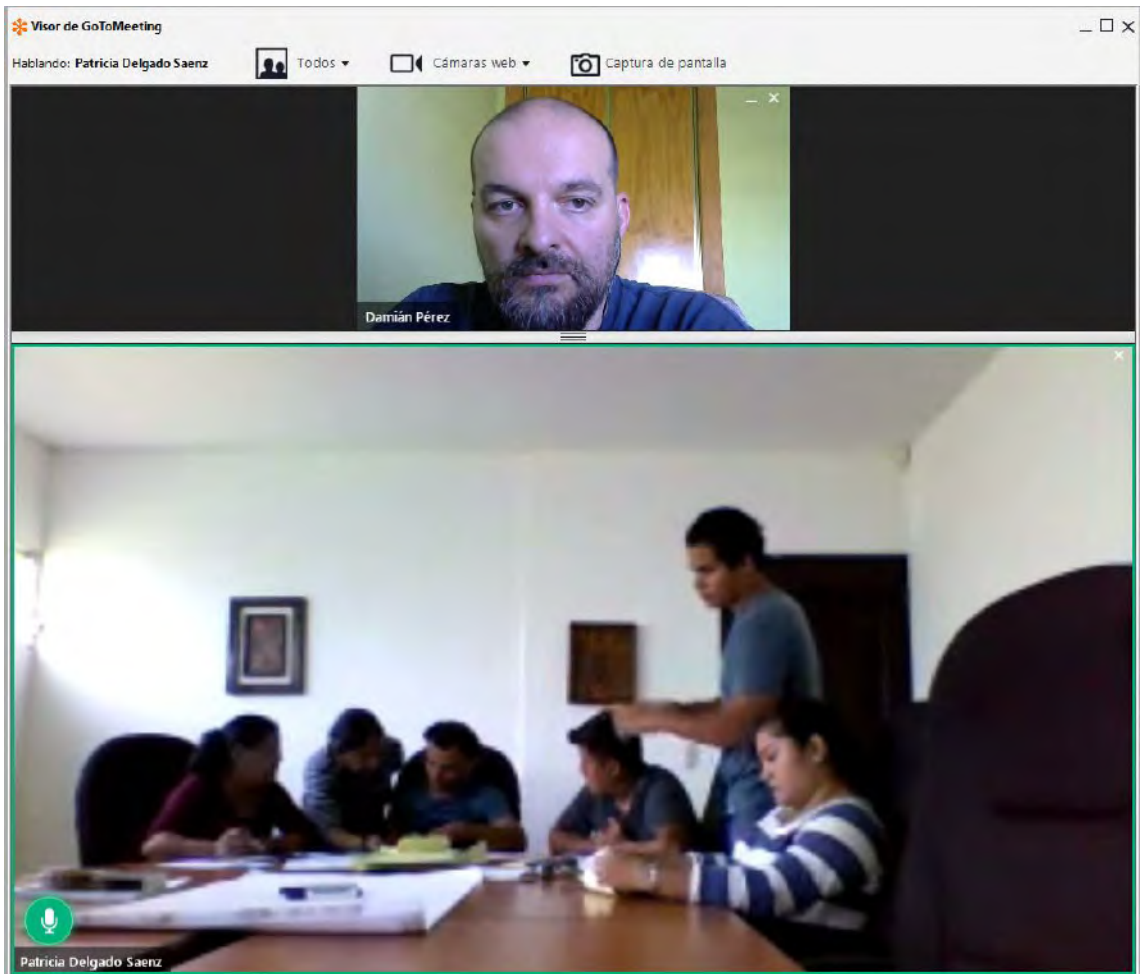 Visor de GoToMeeting
Hablando: Patricia Delgado Saenz
Todos
Cámaras web
Captura de pantalla
Damián Pérez
Patricia Delgado Saenz